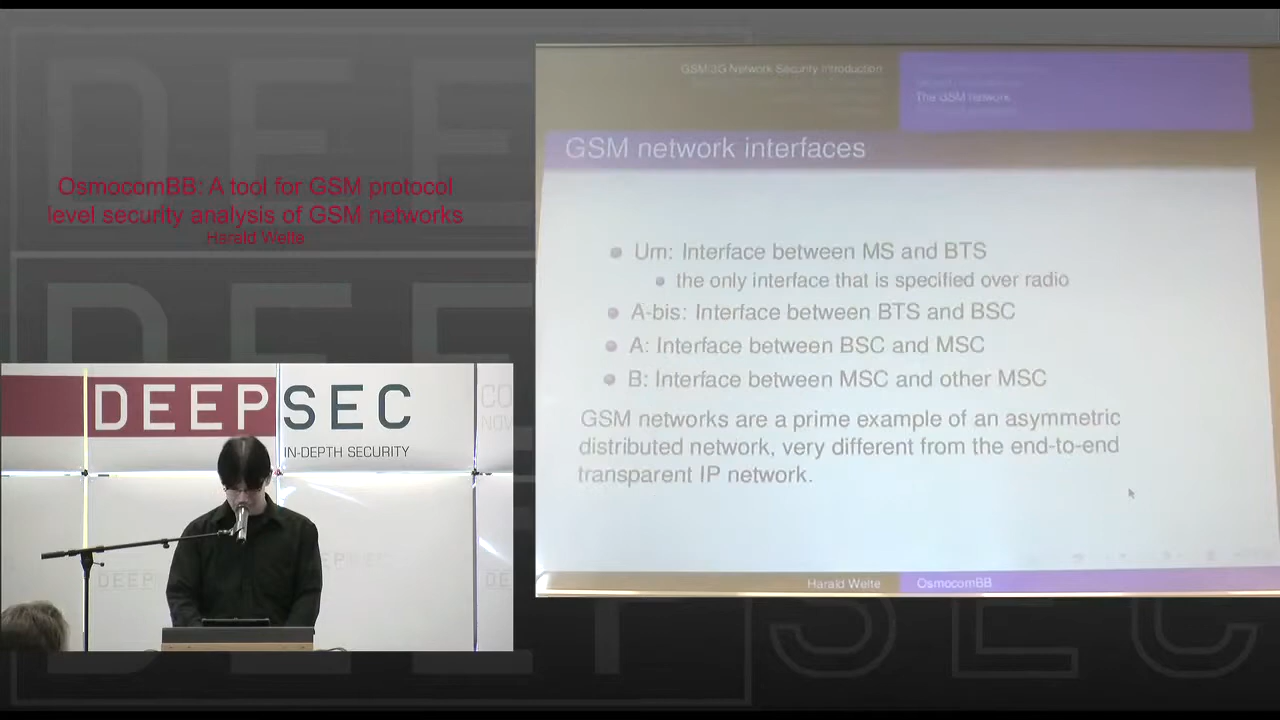 OsmocomBB: A tool for GSM protocol
level security analysis of GSM networks
Harald Welte
DEEPSEC
IN-DEPTH SECURITY
DEEP
GSM/3G Network Security Introduction
The GSM network
GSM network interfaces
Um: Interface between MS and BTS
the only interface that is specified over radio
A-bis: Interface between BTS and BSC
A: Interface between BSC and MSC
B: Interface between MSC and other MSC
GSM networks are a prime example of an asymmetric
distributed network, very different from the end-to-end
transparent IP network.
Harald Welte
OsmocomBB
DEEP
DEEP
DEEPSEC